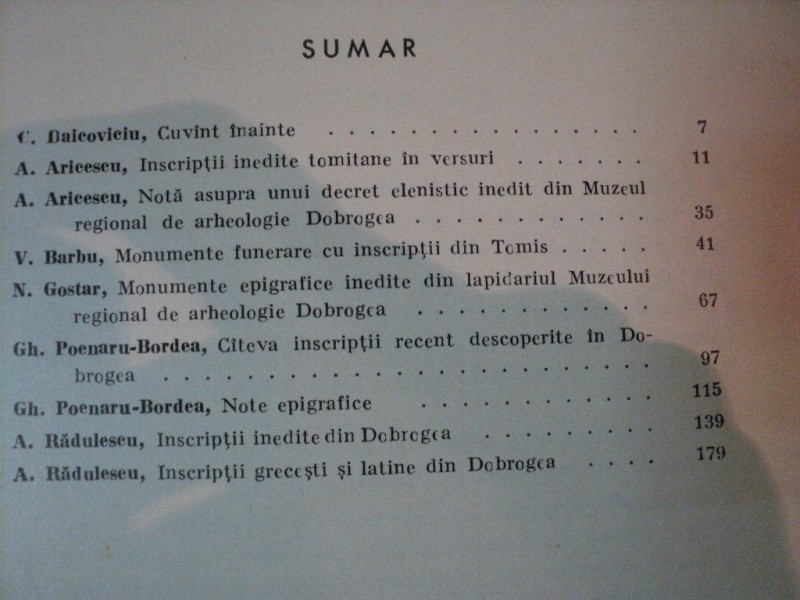 SUMAR
C. Daicoviciu, Cuvînt înainte . . . . . . . . . . . . . . . 7
A. Aricescu, Inscripții inedite tomitane în versuri . . . . . . . 11
A. Aricescu, Notă asupra unui decret elenistic inedit din Muzeul
regional de arheologie Dobrogea . . . . . . . . . . . . 35
V. Barbu, Monumente funerare cu inscripții din Tomis . . . . . 41
N. Gostar, Monumente epigrafice inedite din lapidariul Muzeului
regional de arheologie Dobrogea . . . . . . . . . . . . 67
Gh. Poenaru-Bordea, Cîteva inscripții recent descoperite în Do-
brogea . . . . . . . . . . . . . . . . . . . . . . . 97
Gh. Poenaru-Bordea, Note epigrafice . . . . . . . . . . . 115
A. Rădulescu, Inscripții inedite din Dobrogea . . . . . . . . 139
A. Rădulescu, Inscripții grecești și latine din Dobrogea . . . . 179